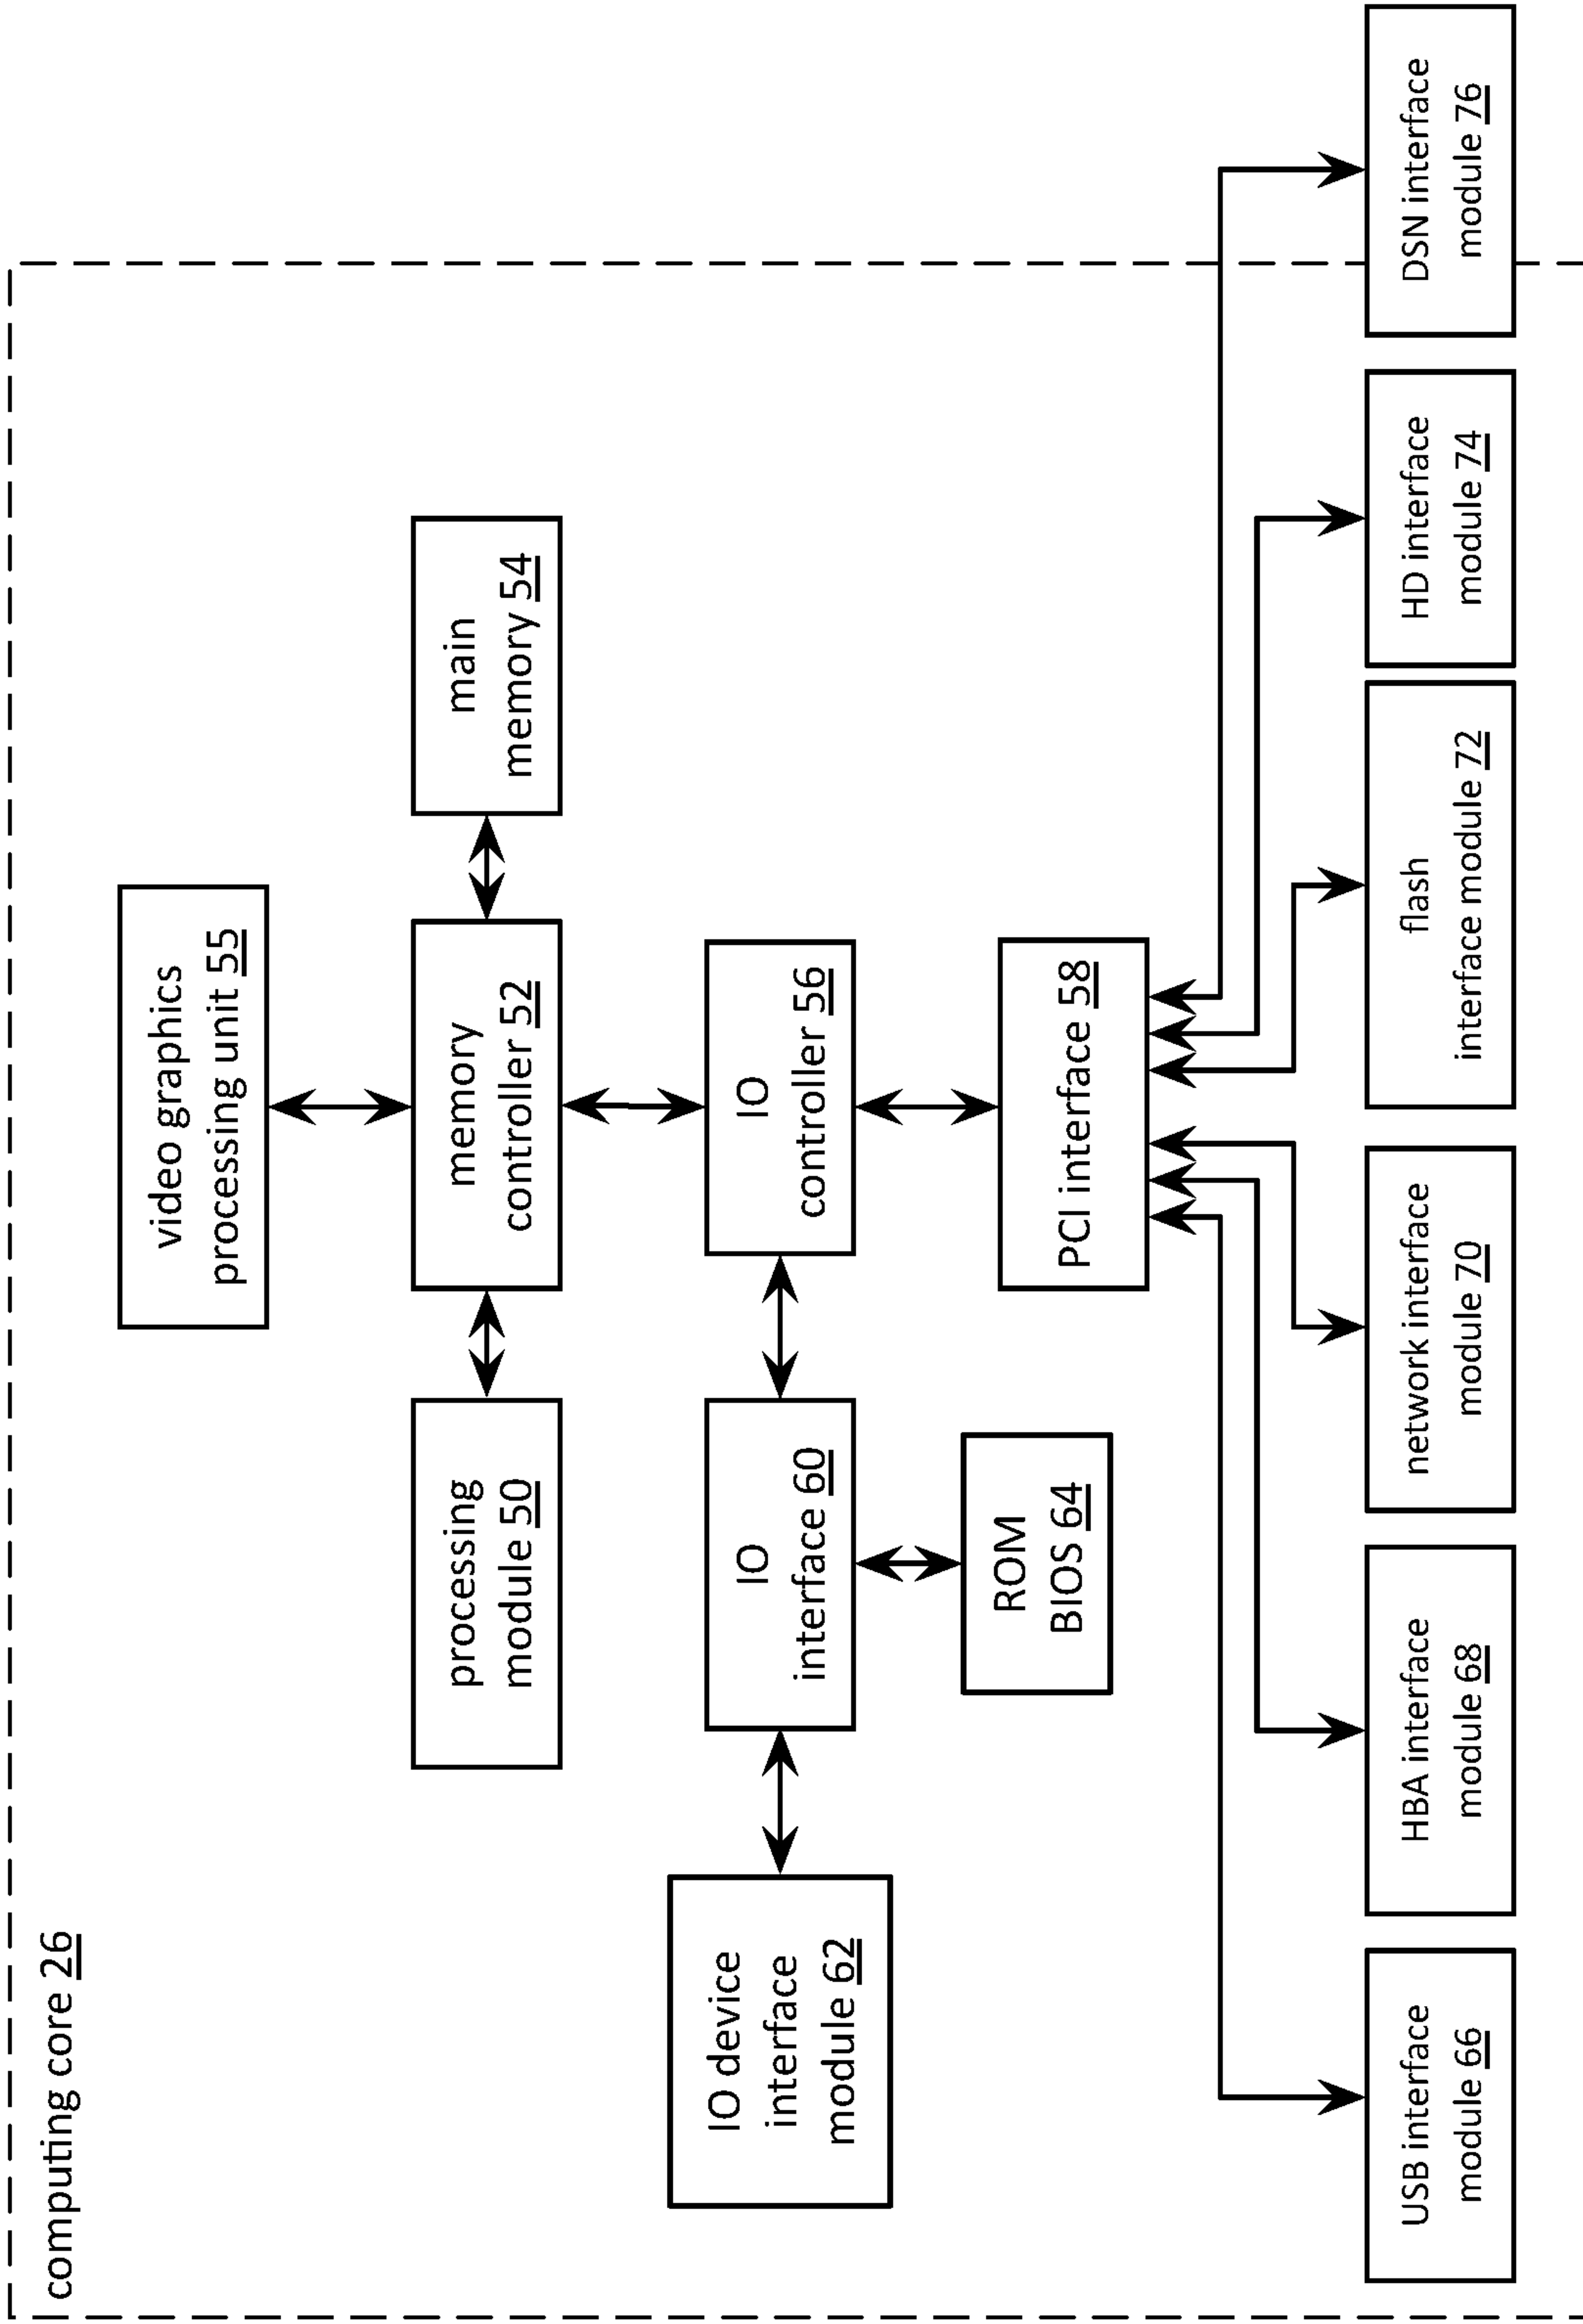 computing core 26
video graphics
processing unit 55
processing
module 50
memory
controller 52
main
memory 54
IO device
interface
module 62
IO
interface 60
IO
controller 56
ROM
BIOS 64
PCI interface 58
USB interface
module 66
HBA interface
module 68
network interface
module 70
flash
interface module 72
HD interface
module 74
DSN interface
module 76